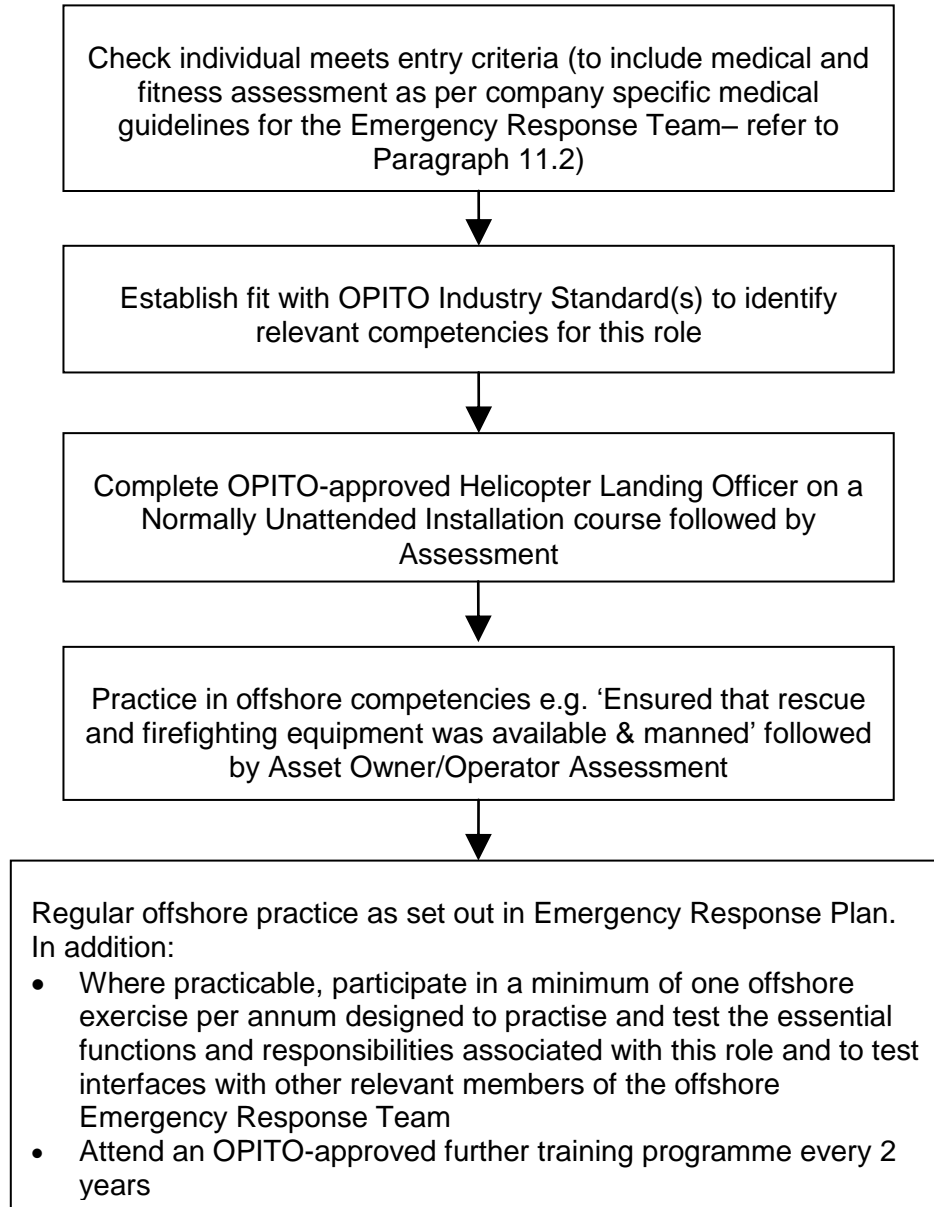 Check individual meets entry criteria (to include medical and
fitness assessment as per company specific medical
guidelines for the Emergency Response Team– refer to
Paragraph 11.2)
Establish fit with OPITO Industry Standard(s) to identify
relevant competencies for this role
Complete OPITO-approved Helicopter Landing Officer on a
Normally Unattended Installation course followed by
Assessment
Practice in offshore competencies e.g. ‘Ensured that rescue
and firefighting equipment was available & manned’ followed
by Asset Owner/Operator Assessment
Regular offshore practice as set out in Emergency Response Plan.
In addition:
• Where practicable, participate in a minimum of one offshore
exercise per annum designed to practise and test the essential
functions and responsibilities associated with this role and to test
interfaces with other relevant members of the offshore
Emergency Response Team
• Attend an OPITO-approved further training programme every 2
years